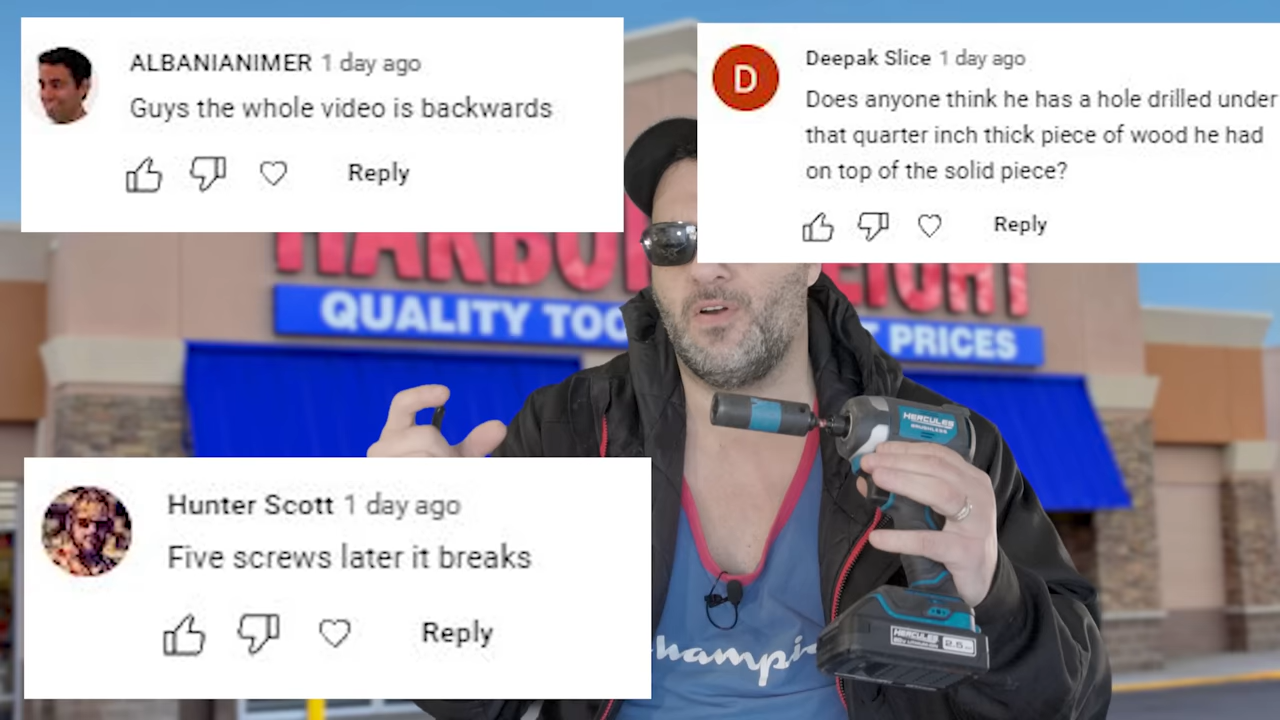 ALBANIANIMER 1 day ago
Guys the whole video is backwards
Reply
D
Deepak Slice 1 day ago
Does anyone think he has a hole drilled under
that quarter inch thick piece of wood he had
on top of the solid piece?
Reply
QUALITY
PRICES
HERCULES
BRUSHLESS
Hunter Scott 1 day ago
Five screws later it breaks
Reply
HERCULES
2.5